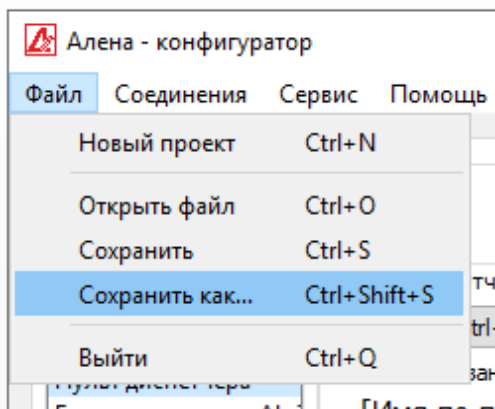 Алена - конфигуратор
Файл Соединения Сервис Помощь
Новый проект Ctrl+N
Открыть файл Ctrl+O
Сохранить Ctrl+S
Сохранить как... Ctrl+Shift+S
Выйти Ctrl+Q